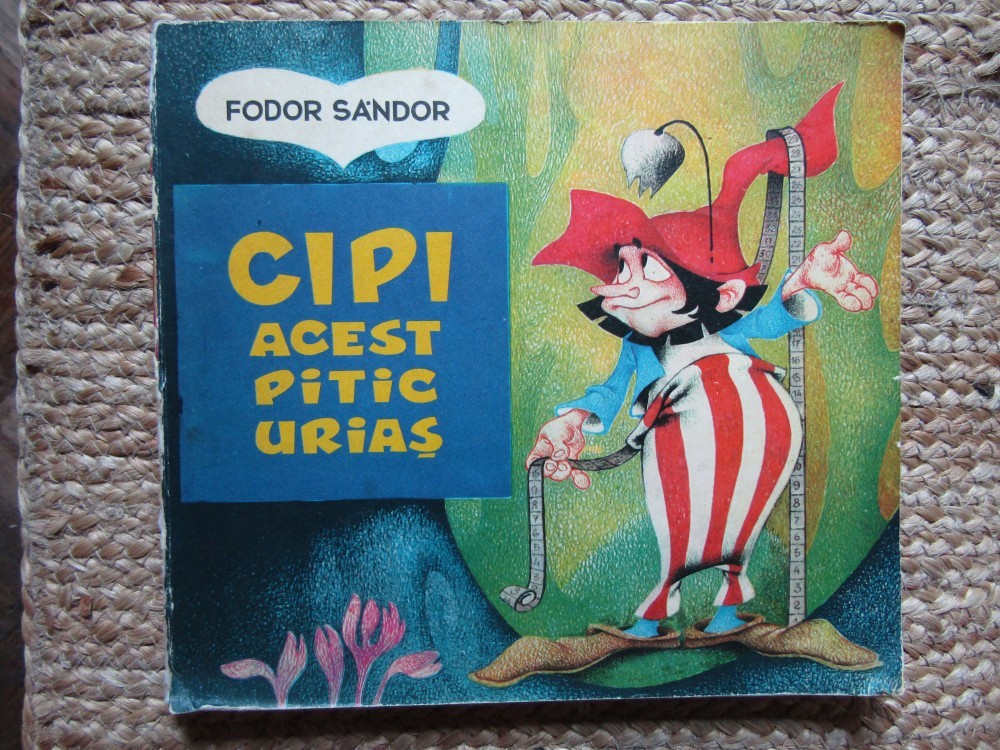 FODOR SÁNDOR
CIPI
ACEST
PiTiC
URiAȘ